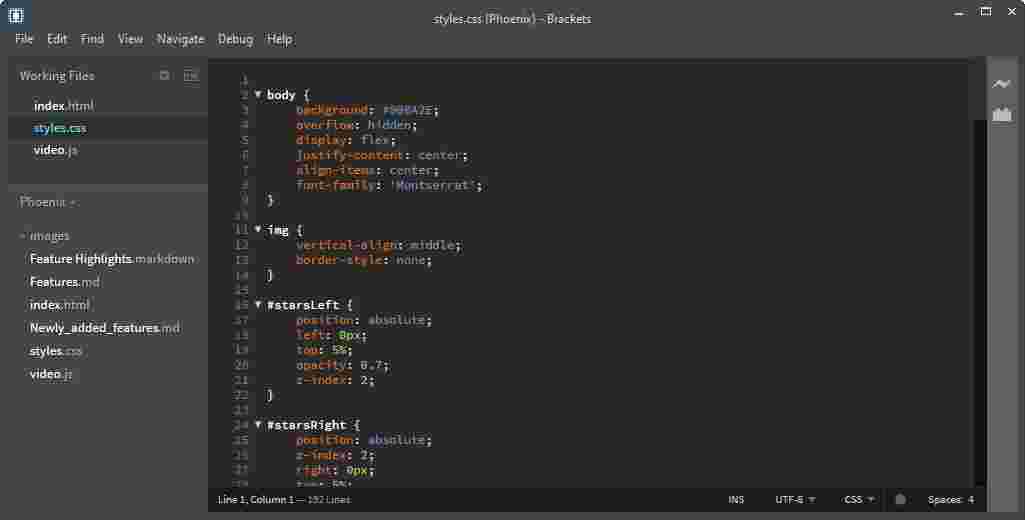 styles.css (Phoenix) - Brackets
File Edit Find View Navigate Debug Help
Working Files
index.html
styles.css
video.js
Phoenix
images
Feature Highlights.markdown
Features.md
index.html
Newly_added_features.md
styles.css
video.js
1
2 body {
3 background: #000A2E;
4 overflow: hidden;
5 display: flex;
6 justify-content: center;
7 align-items: center;
8 font-family: 'Montserrat';
9 }
10
11 img {
12 vertical-align: middle;
13 border-style: none;
14 }
15
16 #starsLeft {
17 position: absolute;
18 left: 0px;
19 top: 5%;
20 opacity: 0.7;
21 z-index: 2;
22 }
23
24 #starsRight {
25 position: absolute;
26 z-index: 2;
27 right: 0px;
top: 5%;
Line 1, Column 1 — 192 Lines
INS UTF-8 CSS Spaces: 4